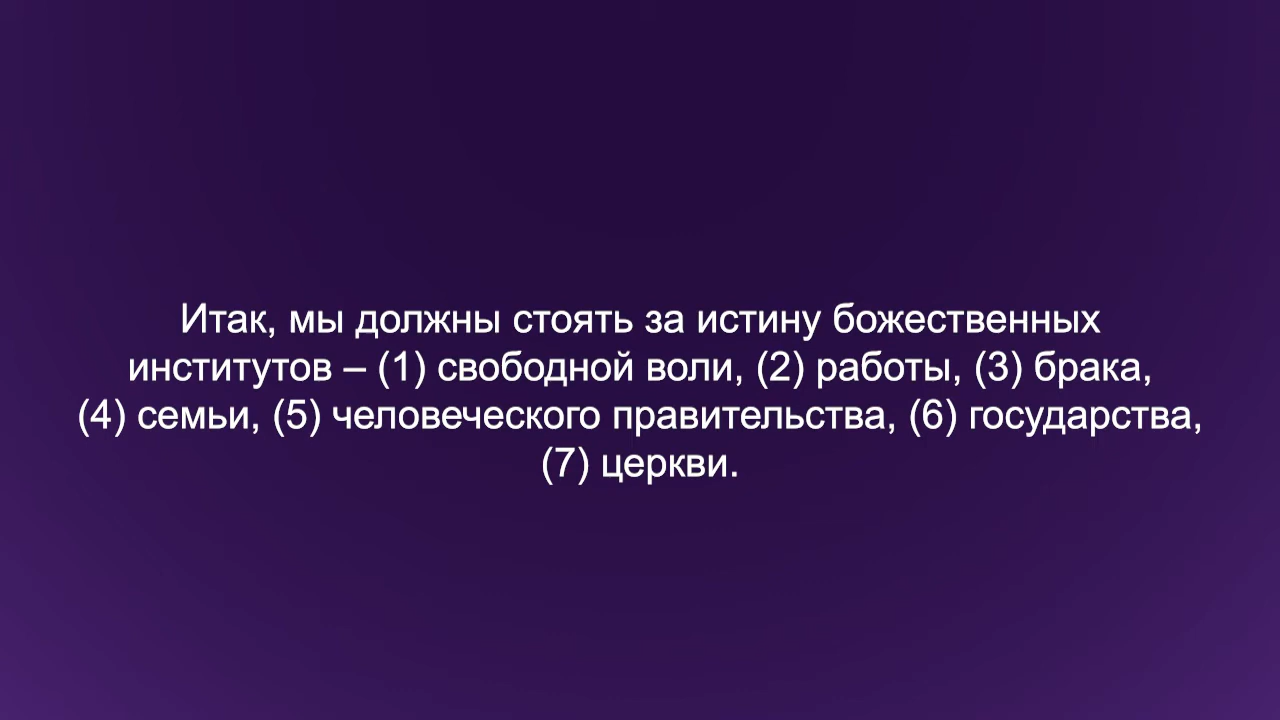 Итак, мы должны стоять за истину божественных
институтов – (1) свободной воли, (2) работы, (3) брака,
(4) семьи, (5) человеческого правительства, (6) государства,
(7) церкви.